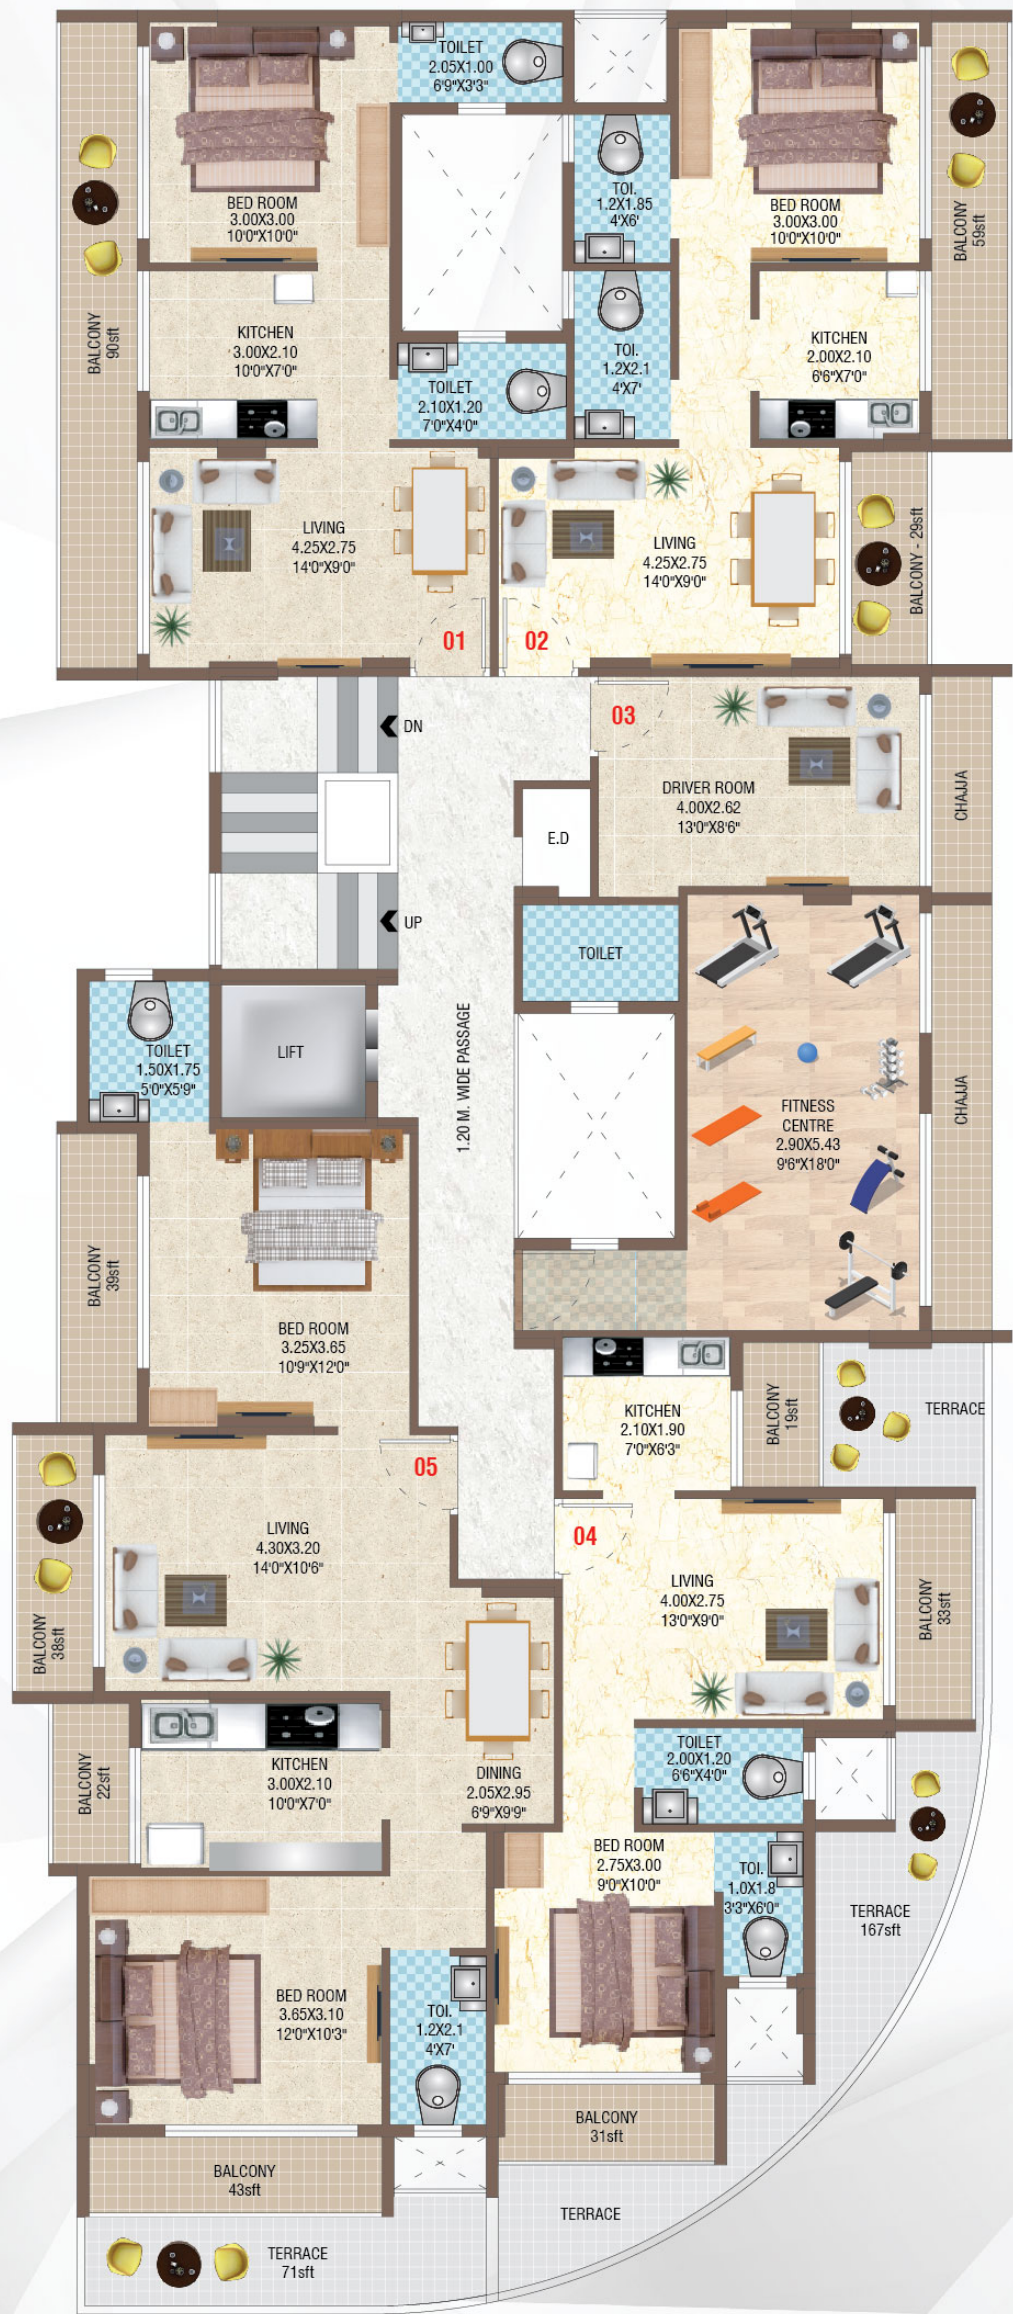 TOILET
2.05X1.00
6'9"X3'3"
BED ROOM
3.00X3.00
10'0"X10'0"
TOI.
1.2X1.85
4'X6'
BED ROOM
3.00X3.00
10'0"X10'0"
BALCONY
59sft
BALCONY
90sft
KITCHEN
3.00X2.10
10'0"X7'0"
TOILET
2.10X1.20
7'0"X4'0"
TOI.
1.2X2.1
4'X7'
KITCHEN
2.00X2.10
6'6"X7'0"
LIVING
4.25X2.75
14'0"X9'0"
LIVING
4.25X2.75
14'0"X9'0"
BALCONY - 29sft
01
02
03
DN
DRIVER ROOM
4.00X2.62
13'0"X8'6"
CHAJJA
E.D
UP
TOILET
LIFT
TOILET
1.50X1.75
5'0"X5'9"
1.20 M. WIDE PASSAGE
FITNESS
CENTRE
2.90X5.43
9'6"X18'0"
CHAJJA
BALCONY
39sft
BED ROOM
3.25X3.65
10'9"X12'0"
KITCHEN
2.10X1.90
7'0"X6'3"
BALCONY
19sft
TERRACE
05
04
LIVING
4.30X3.20
14'0"X10'6"
LIVING
4.00X2.75
13'0"X9'0"
BALCONY
33sft
BALCONY
38sft
BALCONY
22sft
KITCHEN
3.00X2.10
10'0"X7'0"
DINING
2.05X2.95
6'9"X9'9"
TOILET
2.00X1.20
6'6"X4'0"
BED ROOM
2.75X3.00
9'0"X10'0"
TOI.
1.0X1.8
3'3"X6'0"
TERRACE
167sft
BED ROOM
3.65X3.10
12'0"X10'3"
TOI.
1.2X2.1
4'X7'
BALCONY
31sft
BALCONY
43sft
TERRACE
TERRACE
71sft